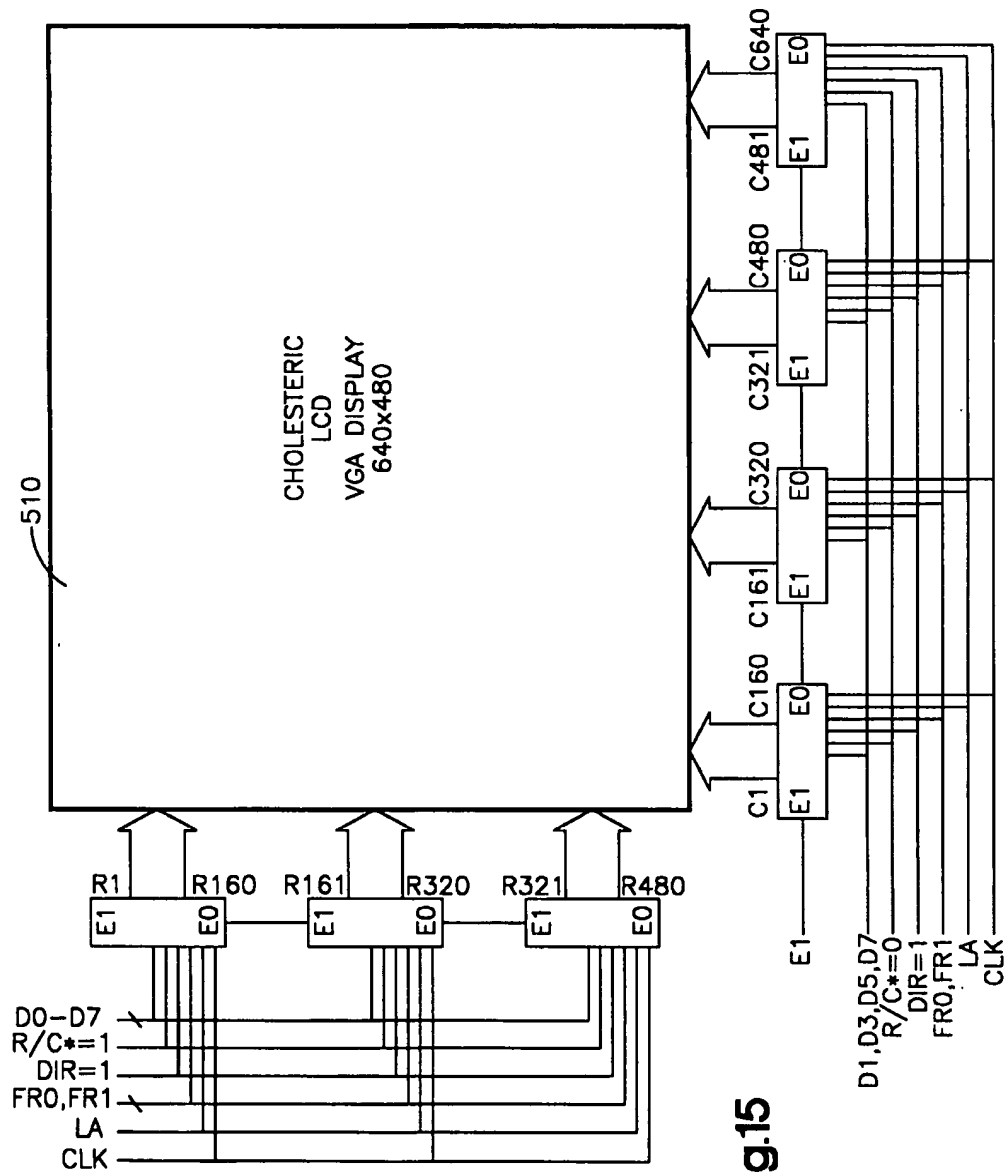 510
CHOLESTERIC
LCD
VGA DISPLAY
640x480
R1
E1
E0
R160
R161
E1
E0
R320
R321
E1
E0
R480
D0-D7
R/C*=1
DIR=1
FR0,FR1
LA
CLK
C1 C160 C161 C320 C321 C480 C481 C640
E1 E0 E1 E0 E1 E0 E1 E0
E1
D1,D3,D5,D7
R/C*=0
DIR=1
FR0,FR1
LA
CLK
g.15